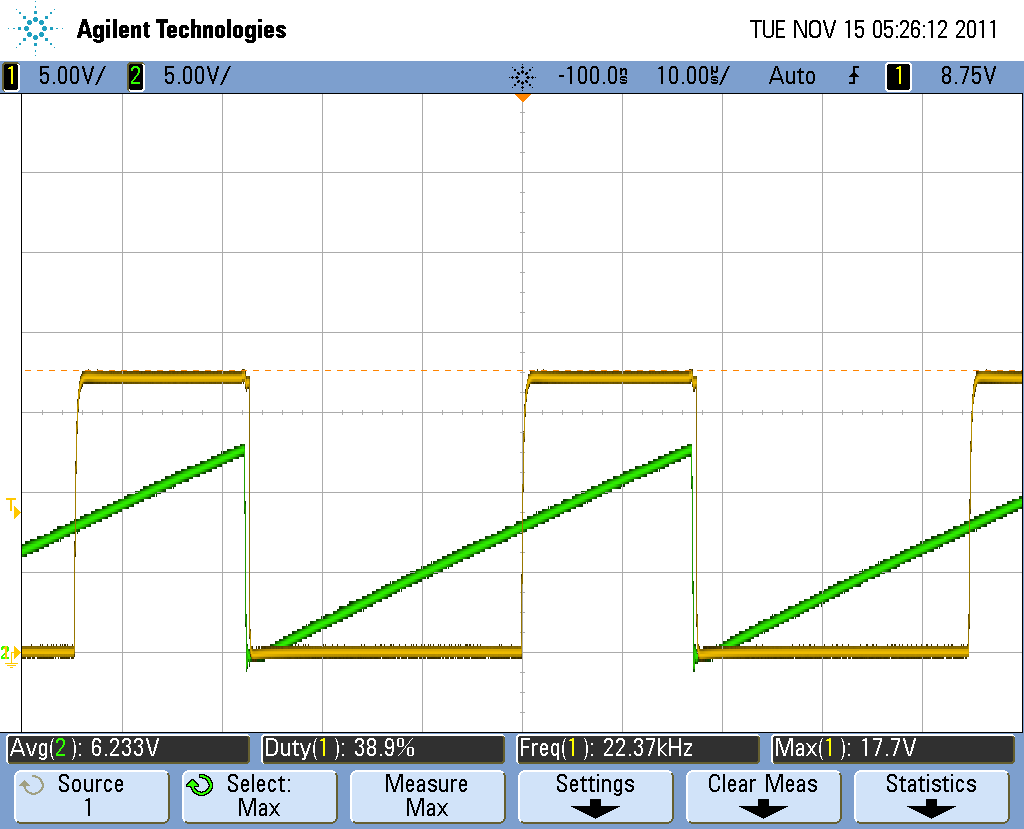 Agilent Technologies
TUE NOV 15 05:26:12 2011
1 5.00V/ 2 5.00V/ -100.0ns 10.00us/ Auto 1 8.75V
T
2
Avg(2): 6.233V Duty(1): 38.9% Freq(1): 22.37kHz Max(1): 17.7V
Source Select: Measure Settings Clear Meas Statistics
1 Max Max